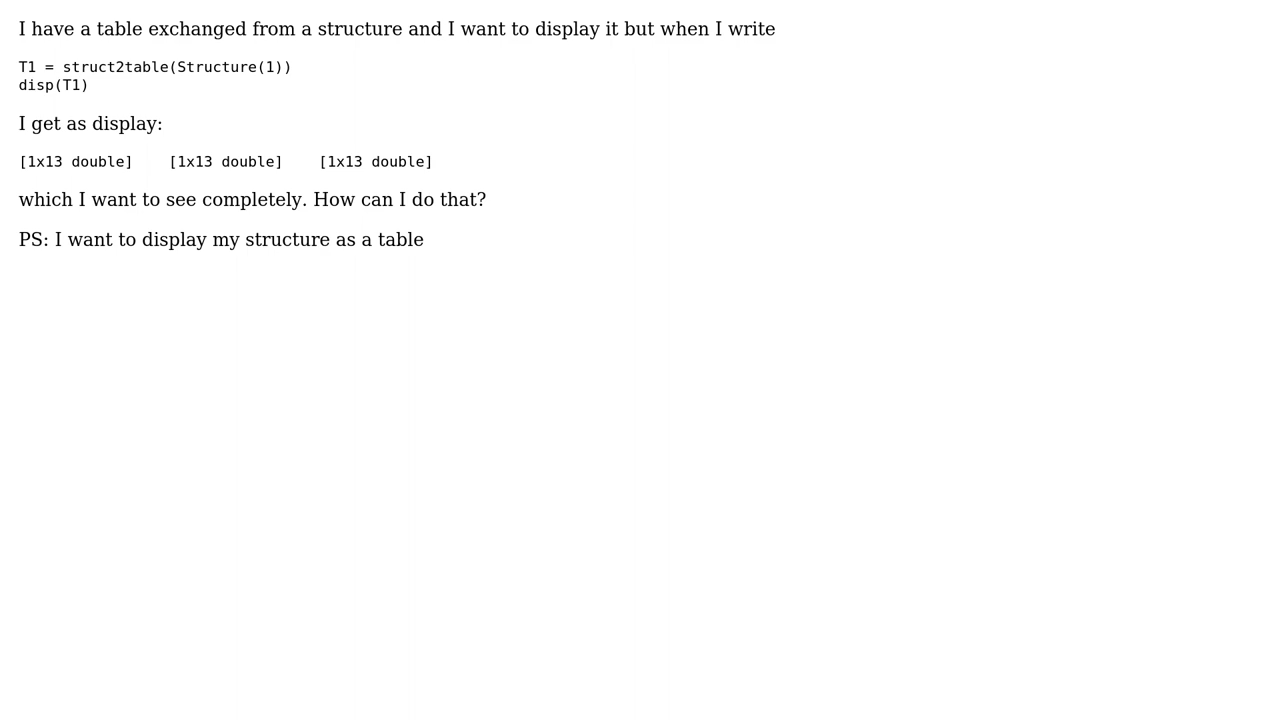 I have a table exchanged from a structure and I want to display it but when I write
T1 = struct2table(Structure(1))
disp(T1)
I get as display:
[1x13 double]    [1x13 double]    [1x13 double]
which I want to see completely. How can I do that?
PS: I want to display my structure as a table